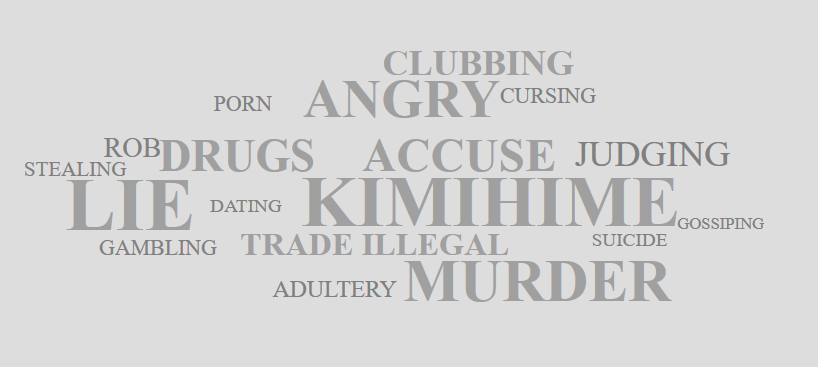 CLUBBING
PORN ANGRY CURSING
ROB DRUGS ACCUSE JUDGING
STEALING
LIE DATING KIMIHIME GOSSIPING
GAMBLING TRADE ILLEGAL SUICIDE
ADULTERY MURDER